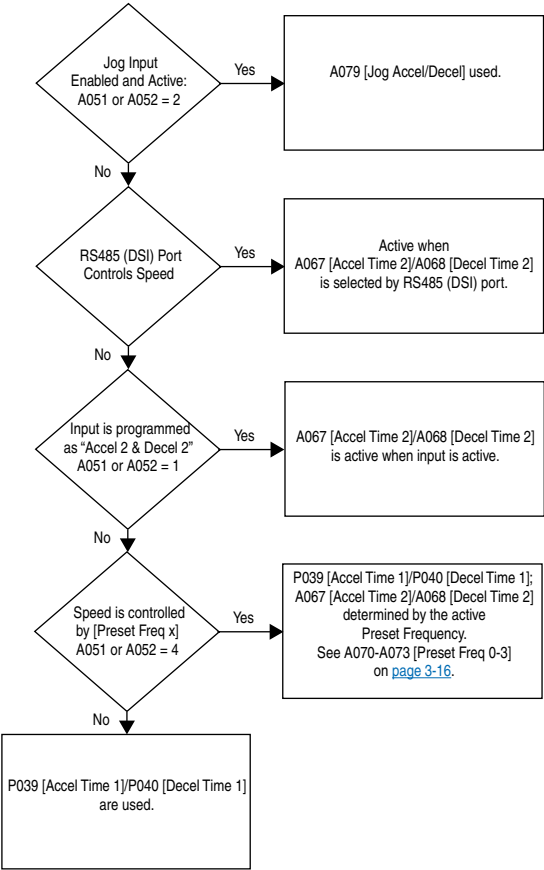 Jog Input
Enabled and Active:
A051 or A052 = 2
Yes
A079 [Jog Accel/Decel] used.
No
RS485 (DSI) Port
Controls Speed
Yes
Active when
A067 [Accel Time 2]/A068 [Decel Time 2]
is selected by RS485 (DSI) port.
No
Input is programmed
as “Accel 2 & Decel 2”
A051 or A052 = 1
Yes
A067 [Accel Time 2]/A068 [Decel Time 2]
is active when input is active.
No
Speed is controlled
by [Preset Freq x]
A051 or A052 = 4
Yes
P039 [Accel Time 1]/P040 [Decel Time 1];
A067 [Accel Time 2]/A068 [Decel Time 2]
determined by the active
Preset Frequency.
See A070-A073 [Preset Freq 0-3]
on page 3-16.
No
P039 [Accel Time 1]/P040 [Decel Time 1]
are used.